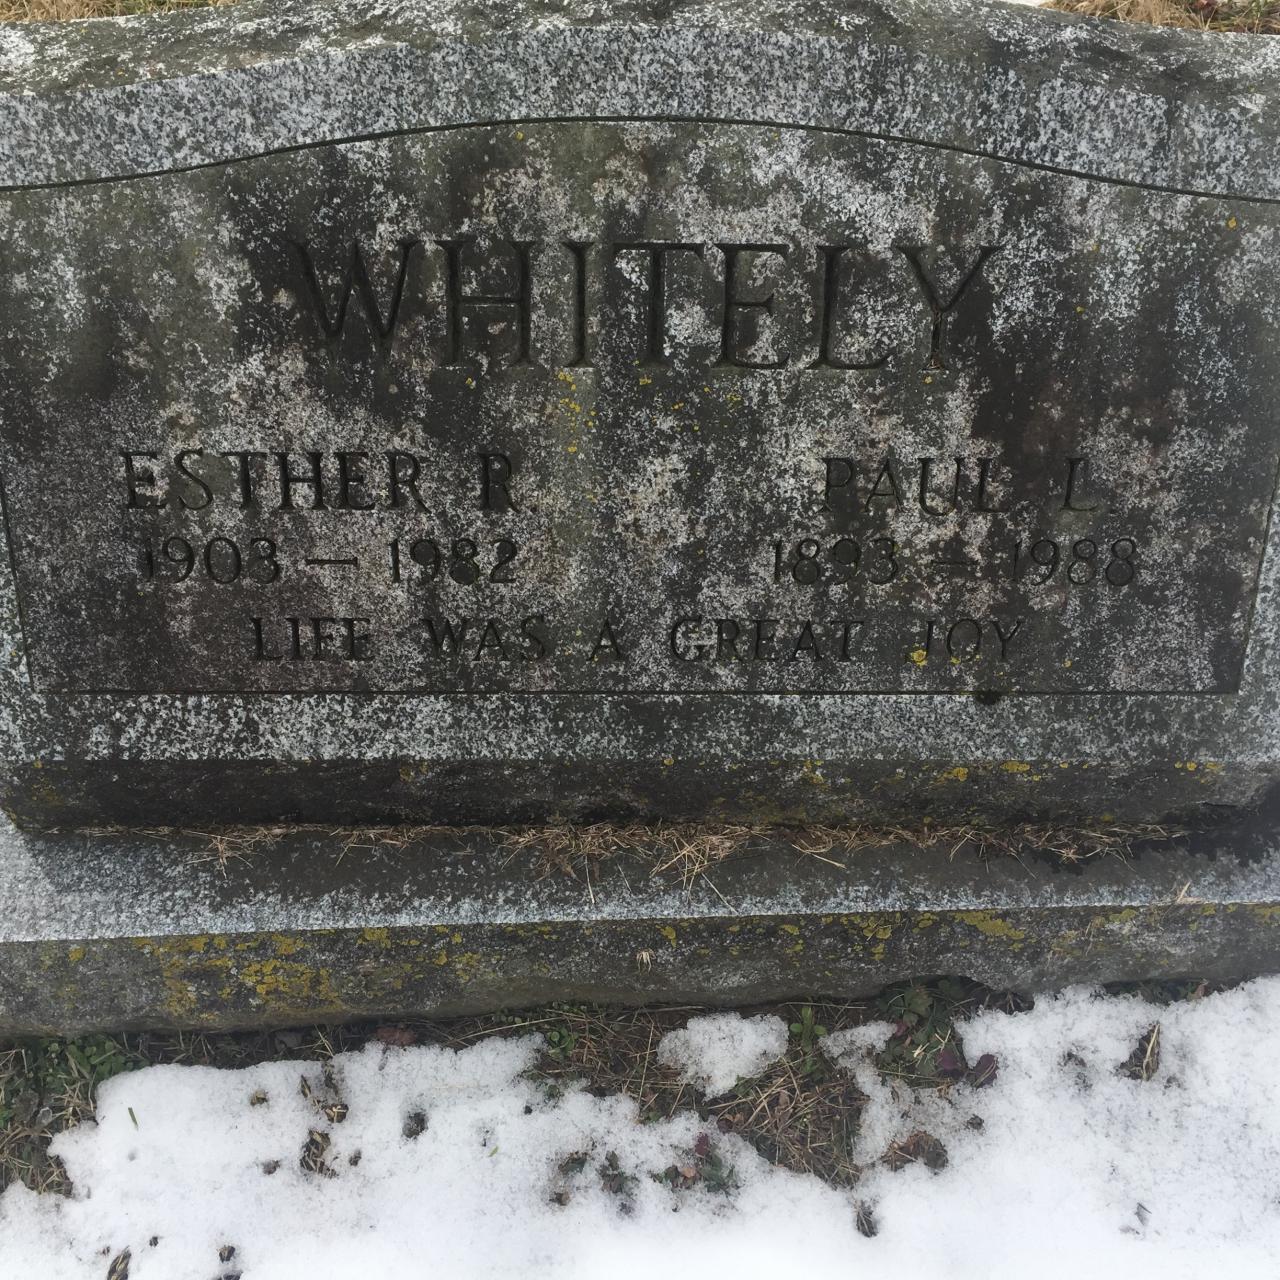 WHITELY
ESTHER R. PAUL L.
1903 — 1982 1893 — 1988
LIFE WAS A GREAT JOY